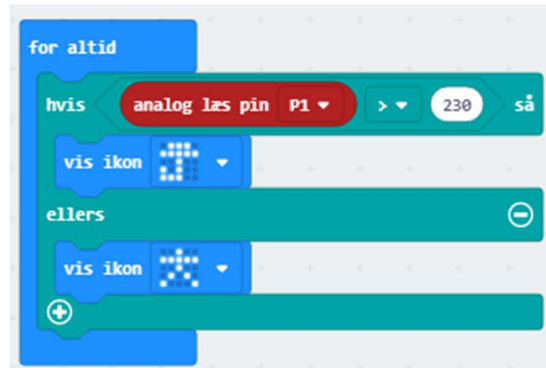 for altid
hvis analog læs pin P1 > 230 så
vis ikon
ellers
vis ikon